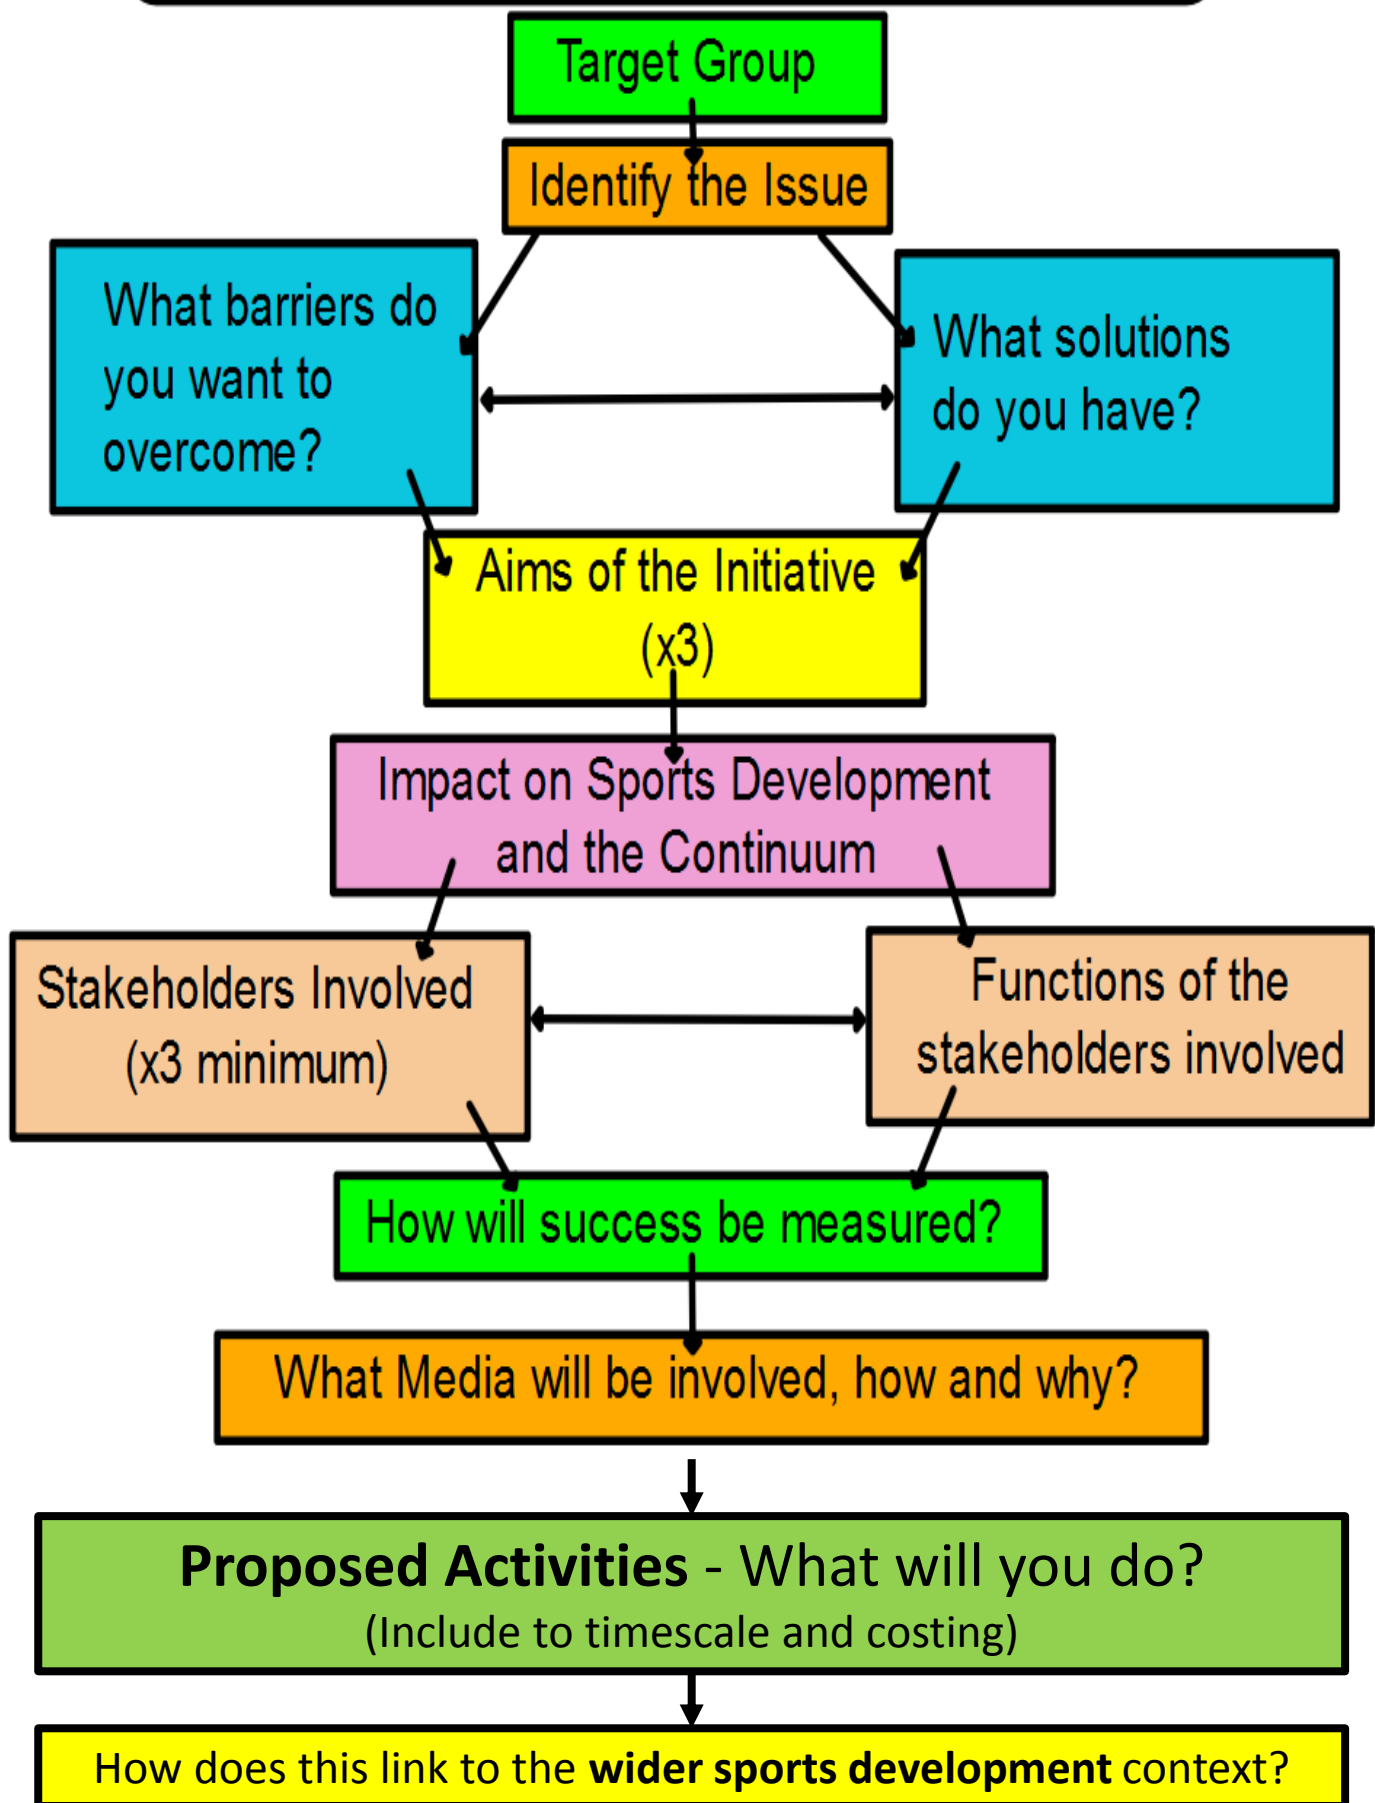 Target Group
Identify the Issue
What barriers do
you want to
overcome?
What solutions
do you have?
Aims of the Initiative
(x3)
Impact on Sports Development
and the Continuum
Stakeholders Involved
(x3 minimum)
Functions of the
stakeholders involved
How will success be measured?
What Media will be involved, how and why?
Proposed Activities - What will you do?
(Include to timescale and costing)
How does this link to the wider sports development context?